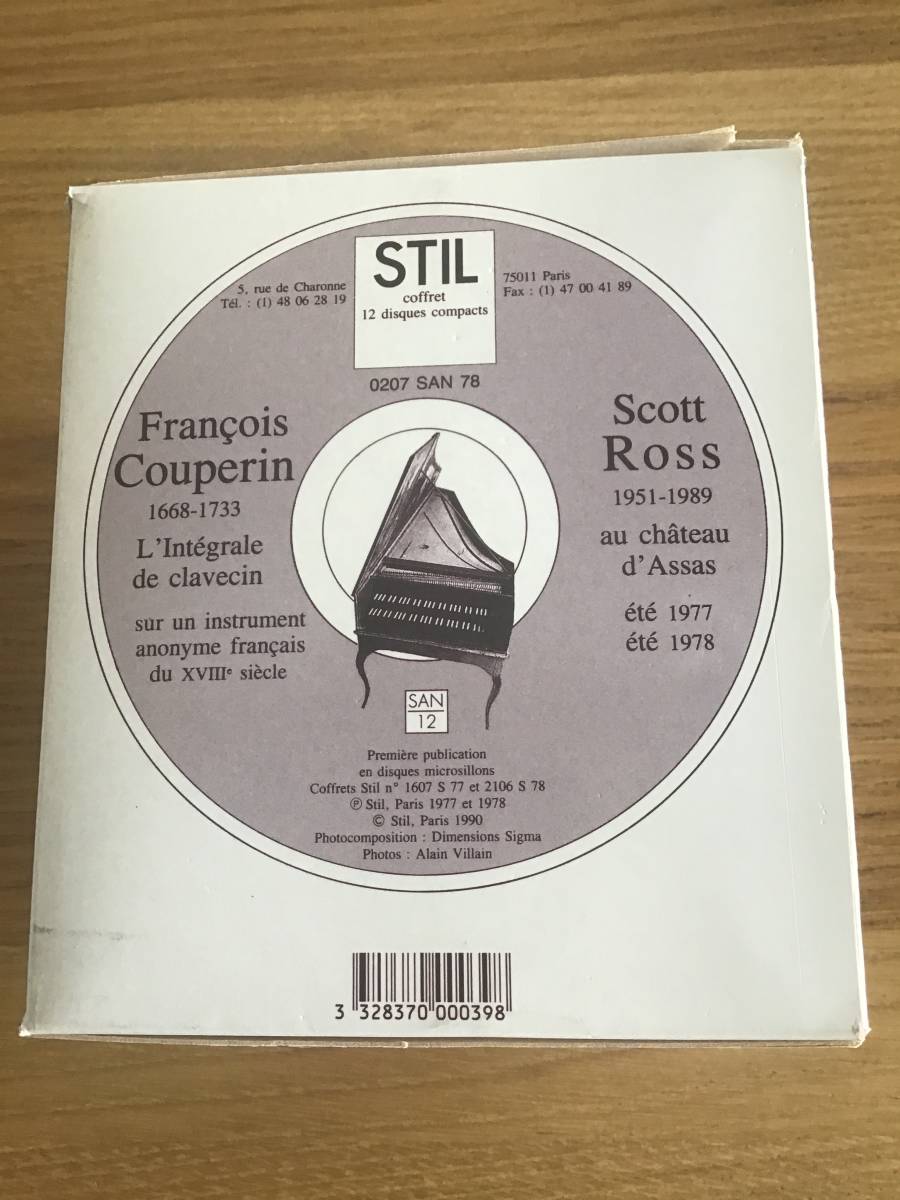 STIL
coffret
12 disques compacts
5, rue de Charonne
Tél. : (1) 48 06 28 19
75011 Paris
Fax : (1) 47 00 41 89
0207 SAN 78
François
Couperin
1668-1733
L'Intégrale
de clavecin
sur un instrument
anonyme français
du XVIIIe siècle
Scott
Ross
1951-1989
au château
d'Assas
été 1977
été 1978
SAN
12
Première publication
en disques microsillons
Coffrets Stil n° 1607 S 77 et 2106 S 78
℗ Stil, Paris 1977 et 1978
© Stil, Paris 1990
Photocomposition : Dimensions Sigma
Photos : Alain Villain
3 328370 000398